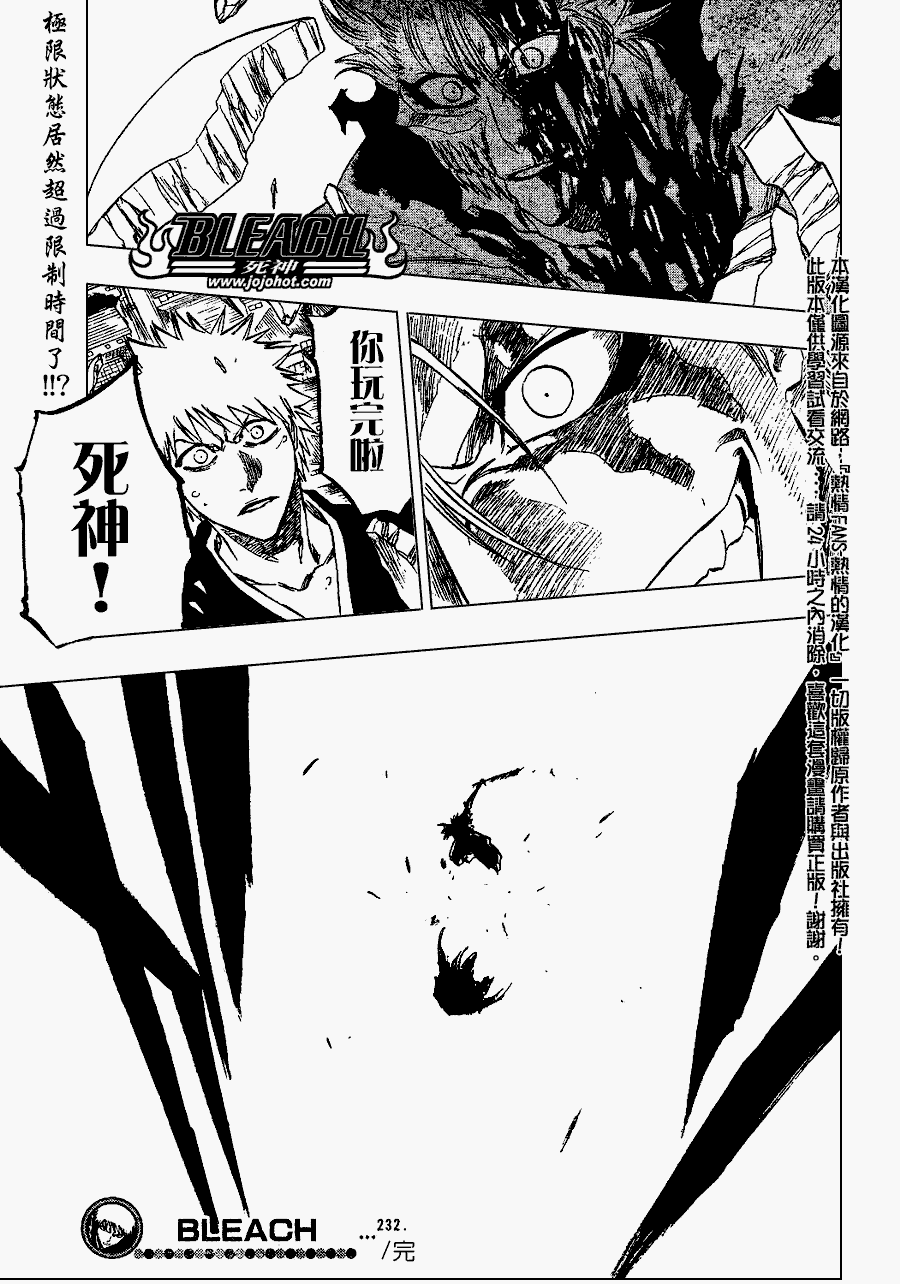 本漢化圖源來自於網路…『熱情FANS-熱情的漢化』一切版權歸原作者與出版社擁有!
此版本僅供學習試看交流……請24小時之內消除。喜歡這套漫畫請購買正版!謝謝。
BLEACH
死神
www.jojohot.com
你玩完啦
死神!
極限狀態居然超過限制時間了!!?
BLEACH ... 232.
/完